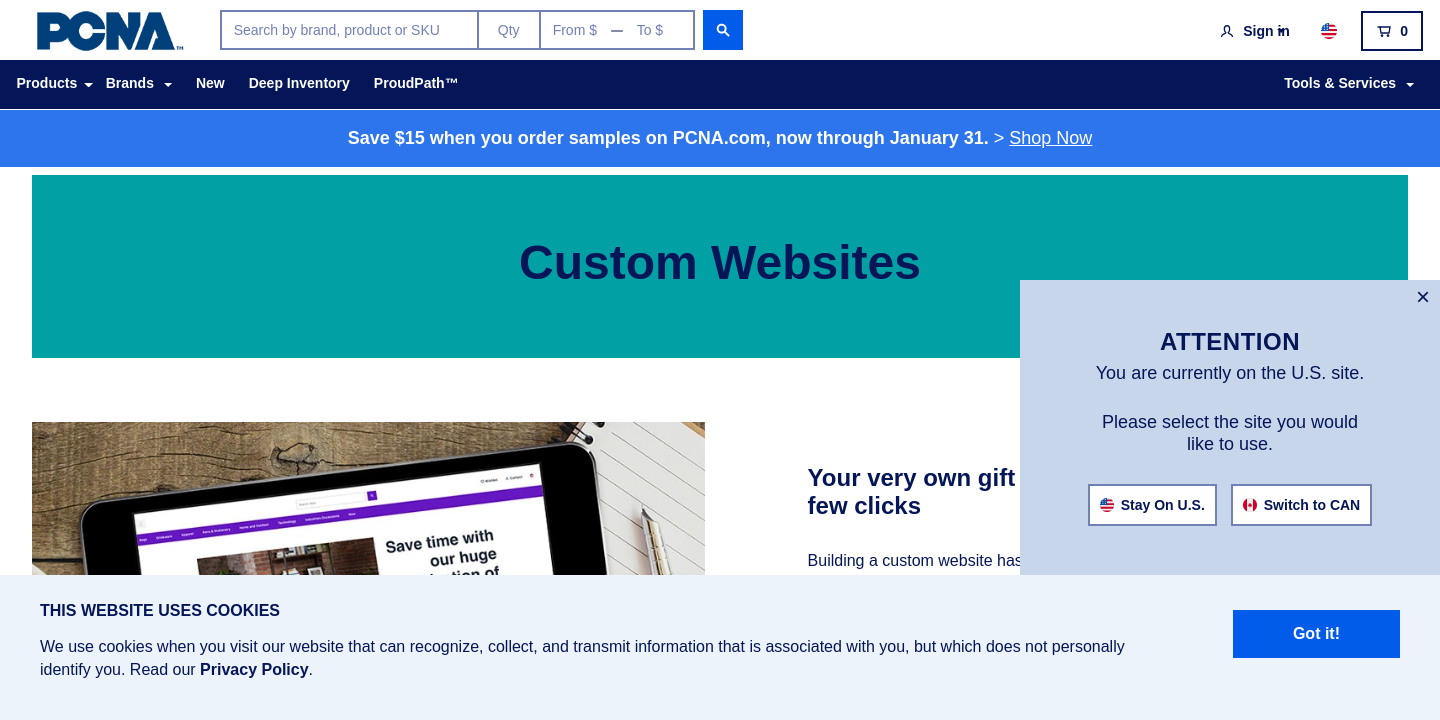 PCNA™
Search by brand, product or SKU
Qty
From $ — To $
Sign in
0
Products
Brands
New
Deep Inventory
ProudPath™
Tools & Services
Save $15 when you order samples on PCNA.com, now through January 31. > Shop Now
Custom Websites
×
ATTENTION
You are currently on the U.S. site.
Please select the site you would
like to use.
Stay On U.S.
Switch to CAN
Save time with
our huge
Your very own gift
few clicks
Building a custom website has
THIS WEBSITE USES COOKIES
We use cookies when you visit our website that can recognize, collect, and transmit information that is associated with you, but which does not personally
identify you. Read our Privacy Policy.
Got it!